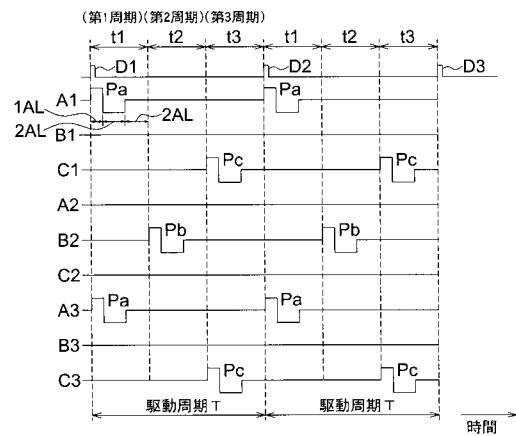 (第1周期)(第2周期)(第3周期)
t1 t2 t3 t1 t2 t3
D1 D2 D3
A1 Pa Pa
1AL 2AL 2AL
B1
C1 Pc Pc
A2
B2 Pb Pb
C2
A3 Pa Pa
B3
C3 Pc Pc
駆動周期T 駆動周期T
時間